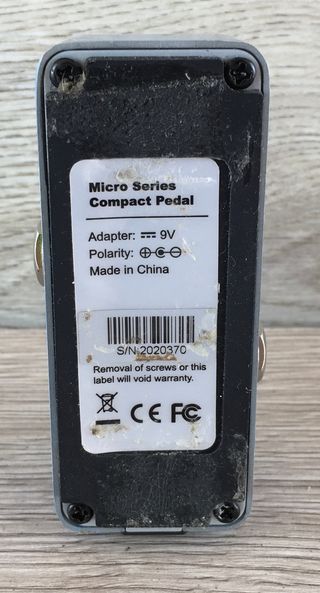 Micro Series
Compact Pedal
Adapter: ⎓ 9V
Polarity: ⊕-●-⊖
Made in China
S/N:2020370
Removal of screws or this
label will void warranty.
CE FC